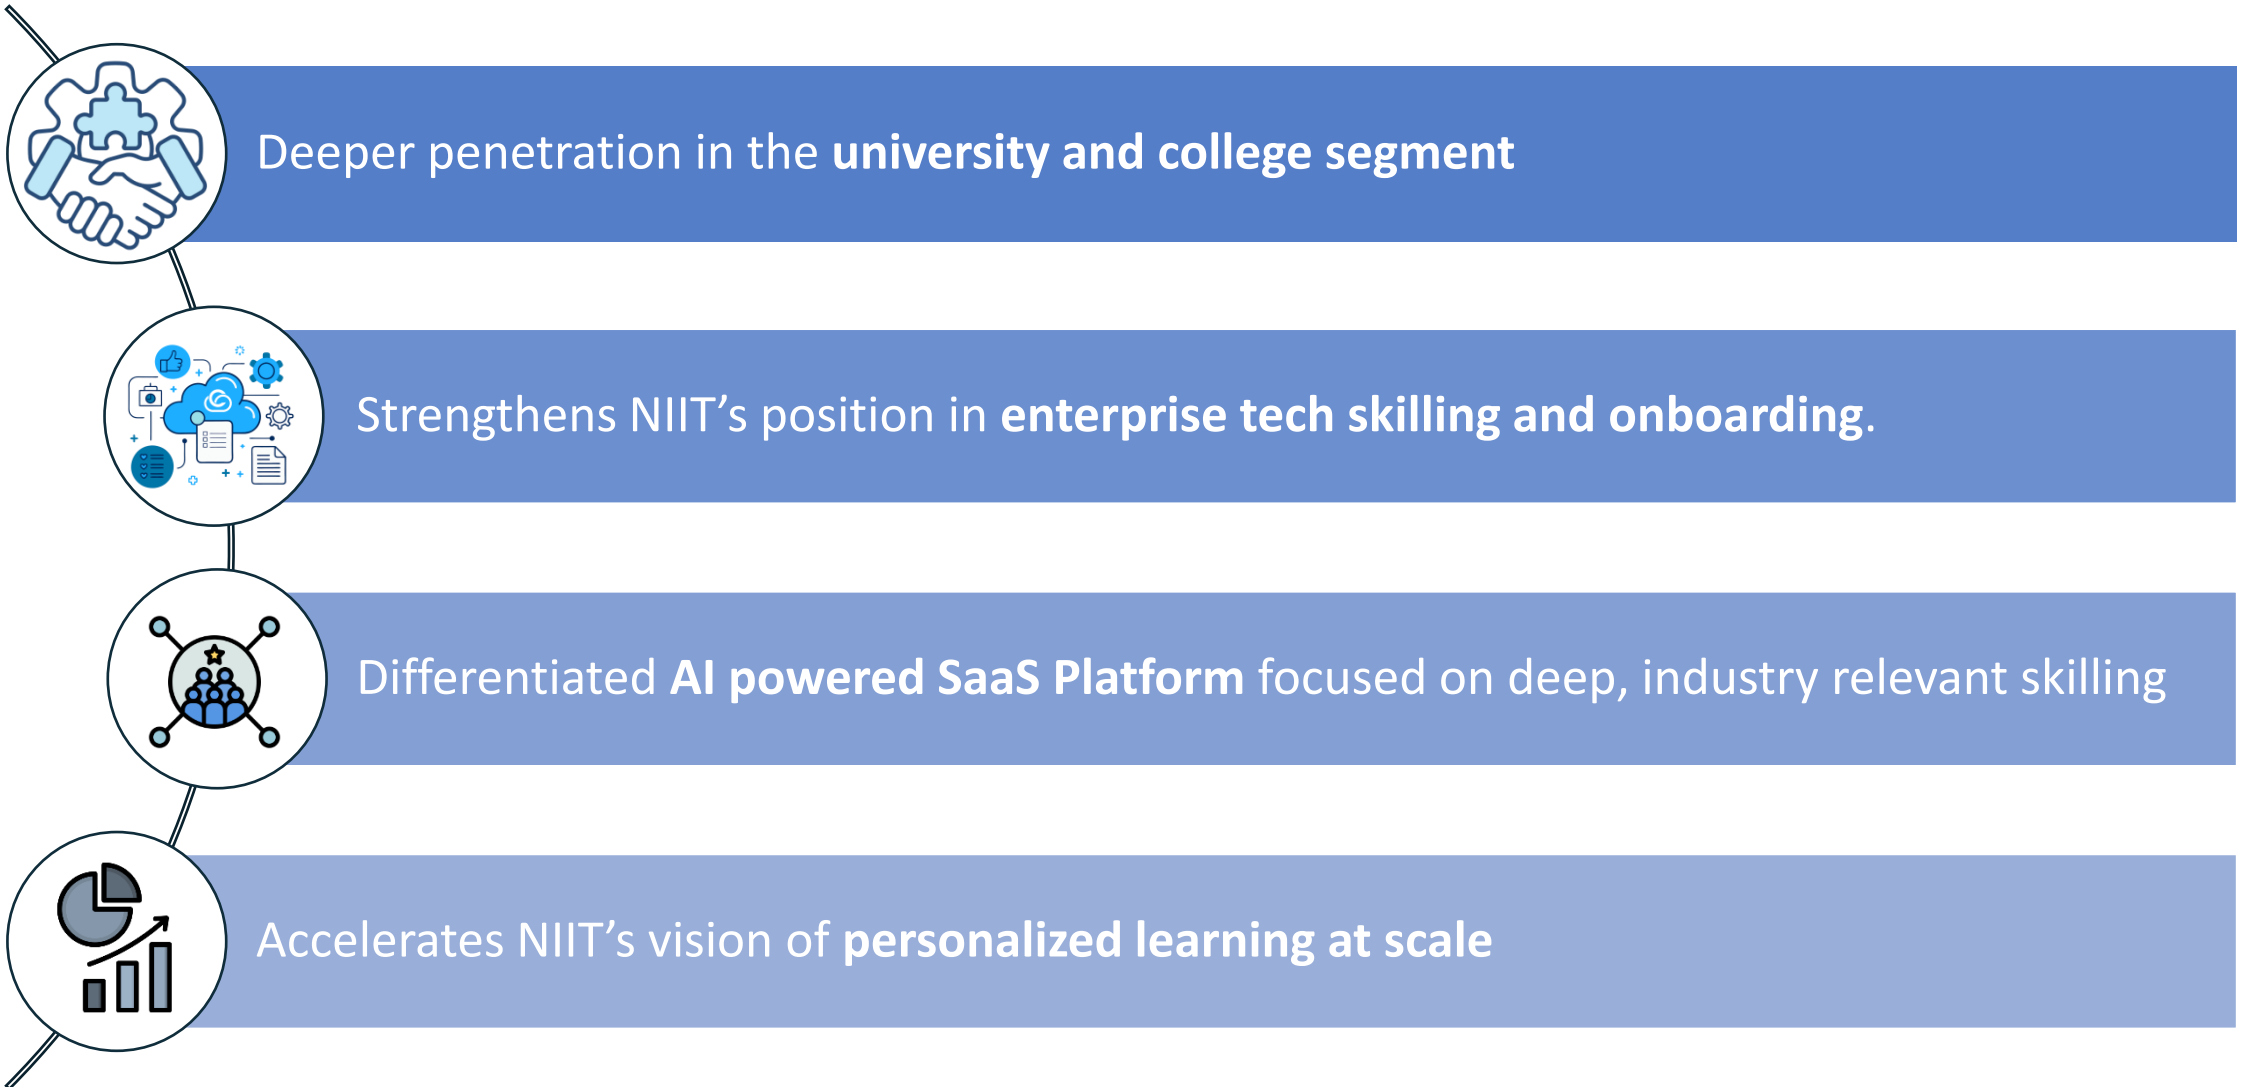 Deeper penetration in the university and college segment
Strengthens NIIT’s position in enterprise tech skilling and onboarding.
Differentiated AI powered SaaS Platform focused on deep, industry relevant skilling
Accelerates NIIT’s vision of personalized learning at scale